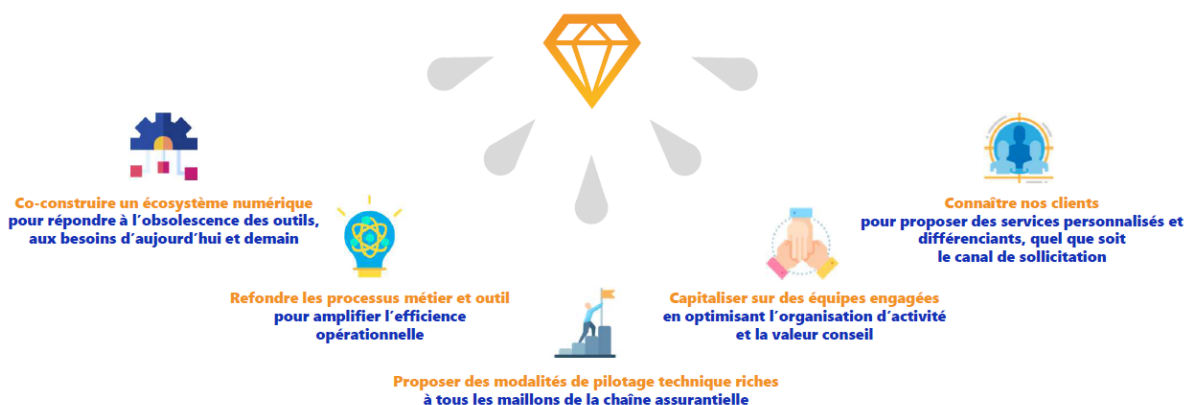 Co-construire un écosystème numérique
pour répondre à l'obsolescence des outils,
aux besoins d'aujourd'hui et demain
Refondre les processus métier et outil
pour amplifier l'efficience
opérationnelle
Proposer des modalités de pilotage technique riches
à tous les maillons de la chaîne assurantielle
Capitaliser sur des équipes engagées
en optimisant l'organisation d'activité
et la valeur conseil
Connaître nos clients
pour proposer des services personnalisés et
différenciants, quel que soit
le canal de sollicitation